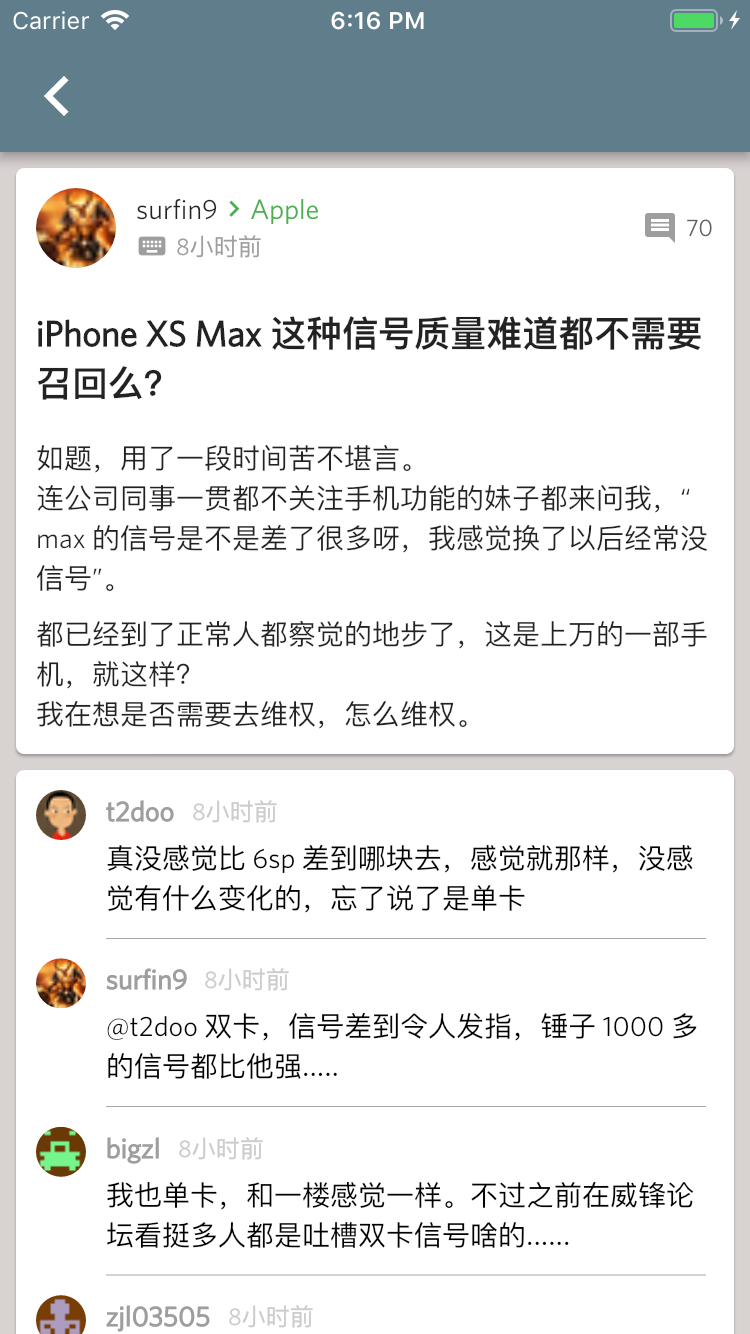 Carrier 6:16 PM
surfin9 > Apple
8小时前
70
iPhone XS Max 这种信号质量难道都不需要
召回么?
如题，用了一段时间苦不堪言。
连公司同事一贯都不关注手机功能的妹子都来问我，“
max 的信号是不是差了很多呀，我感觉换了以后经常没
信号”。
都已经到了正常人都察觉的地步了，这是上万的一部手
机，就这样?
我在想是否需要去维权，怎么维权。
t2doo 8小时前
真没感觉比 6sp 差到哪块去，感觉就那样，没感
觉有什么变化的，忘了说了是单卡
surfin9 8小时前
@t2doo 双卡，信号差到令人发指，锤子 1000 多
的信号都比他强.....
bigzl 8小时前
我也单卡，和一楼感觉一样。不过之前在威锋论
坛看挺多人都是吐槽双卡信号啥的......
zjl03505 8小时前